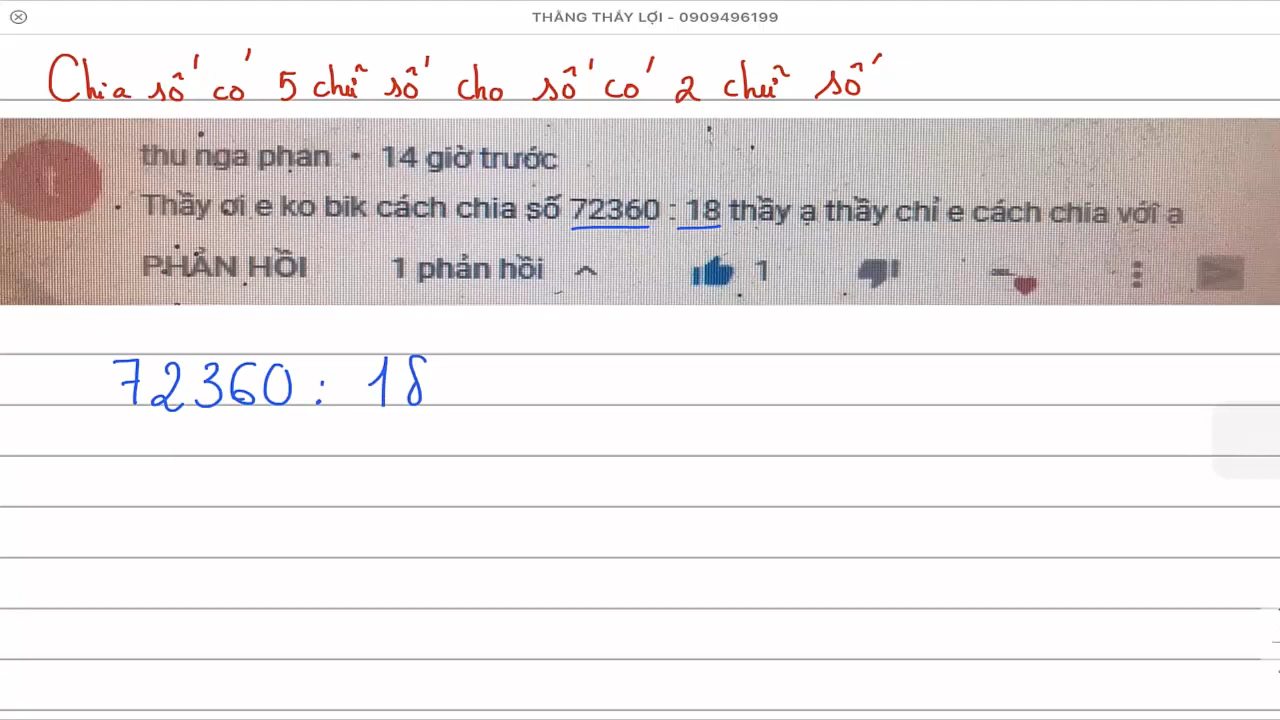 THẦNG THẦY LỢI - 0909496199
Chia số có 5 chữ số cho số có 2 chữ số
thu nga phan • 14 giờ trước
Thầy ơi e ko bik cách chia số 72360 : 18 thầy ạ thầy chỉ e cách chia với ạ
PHẢN HỒI 1 phản hồi 1
72360 : 18